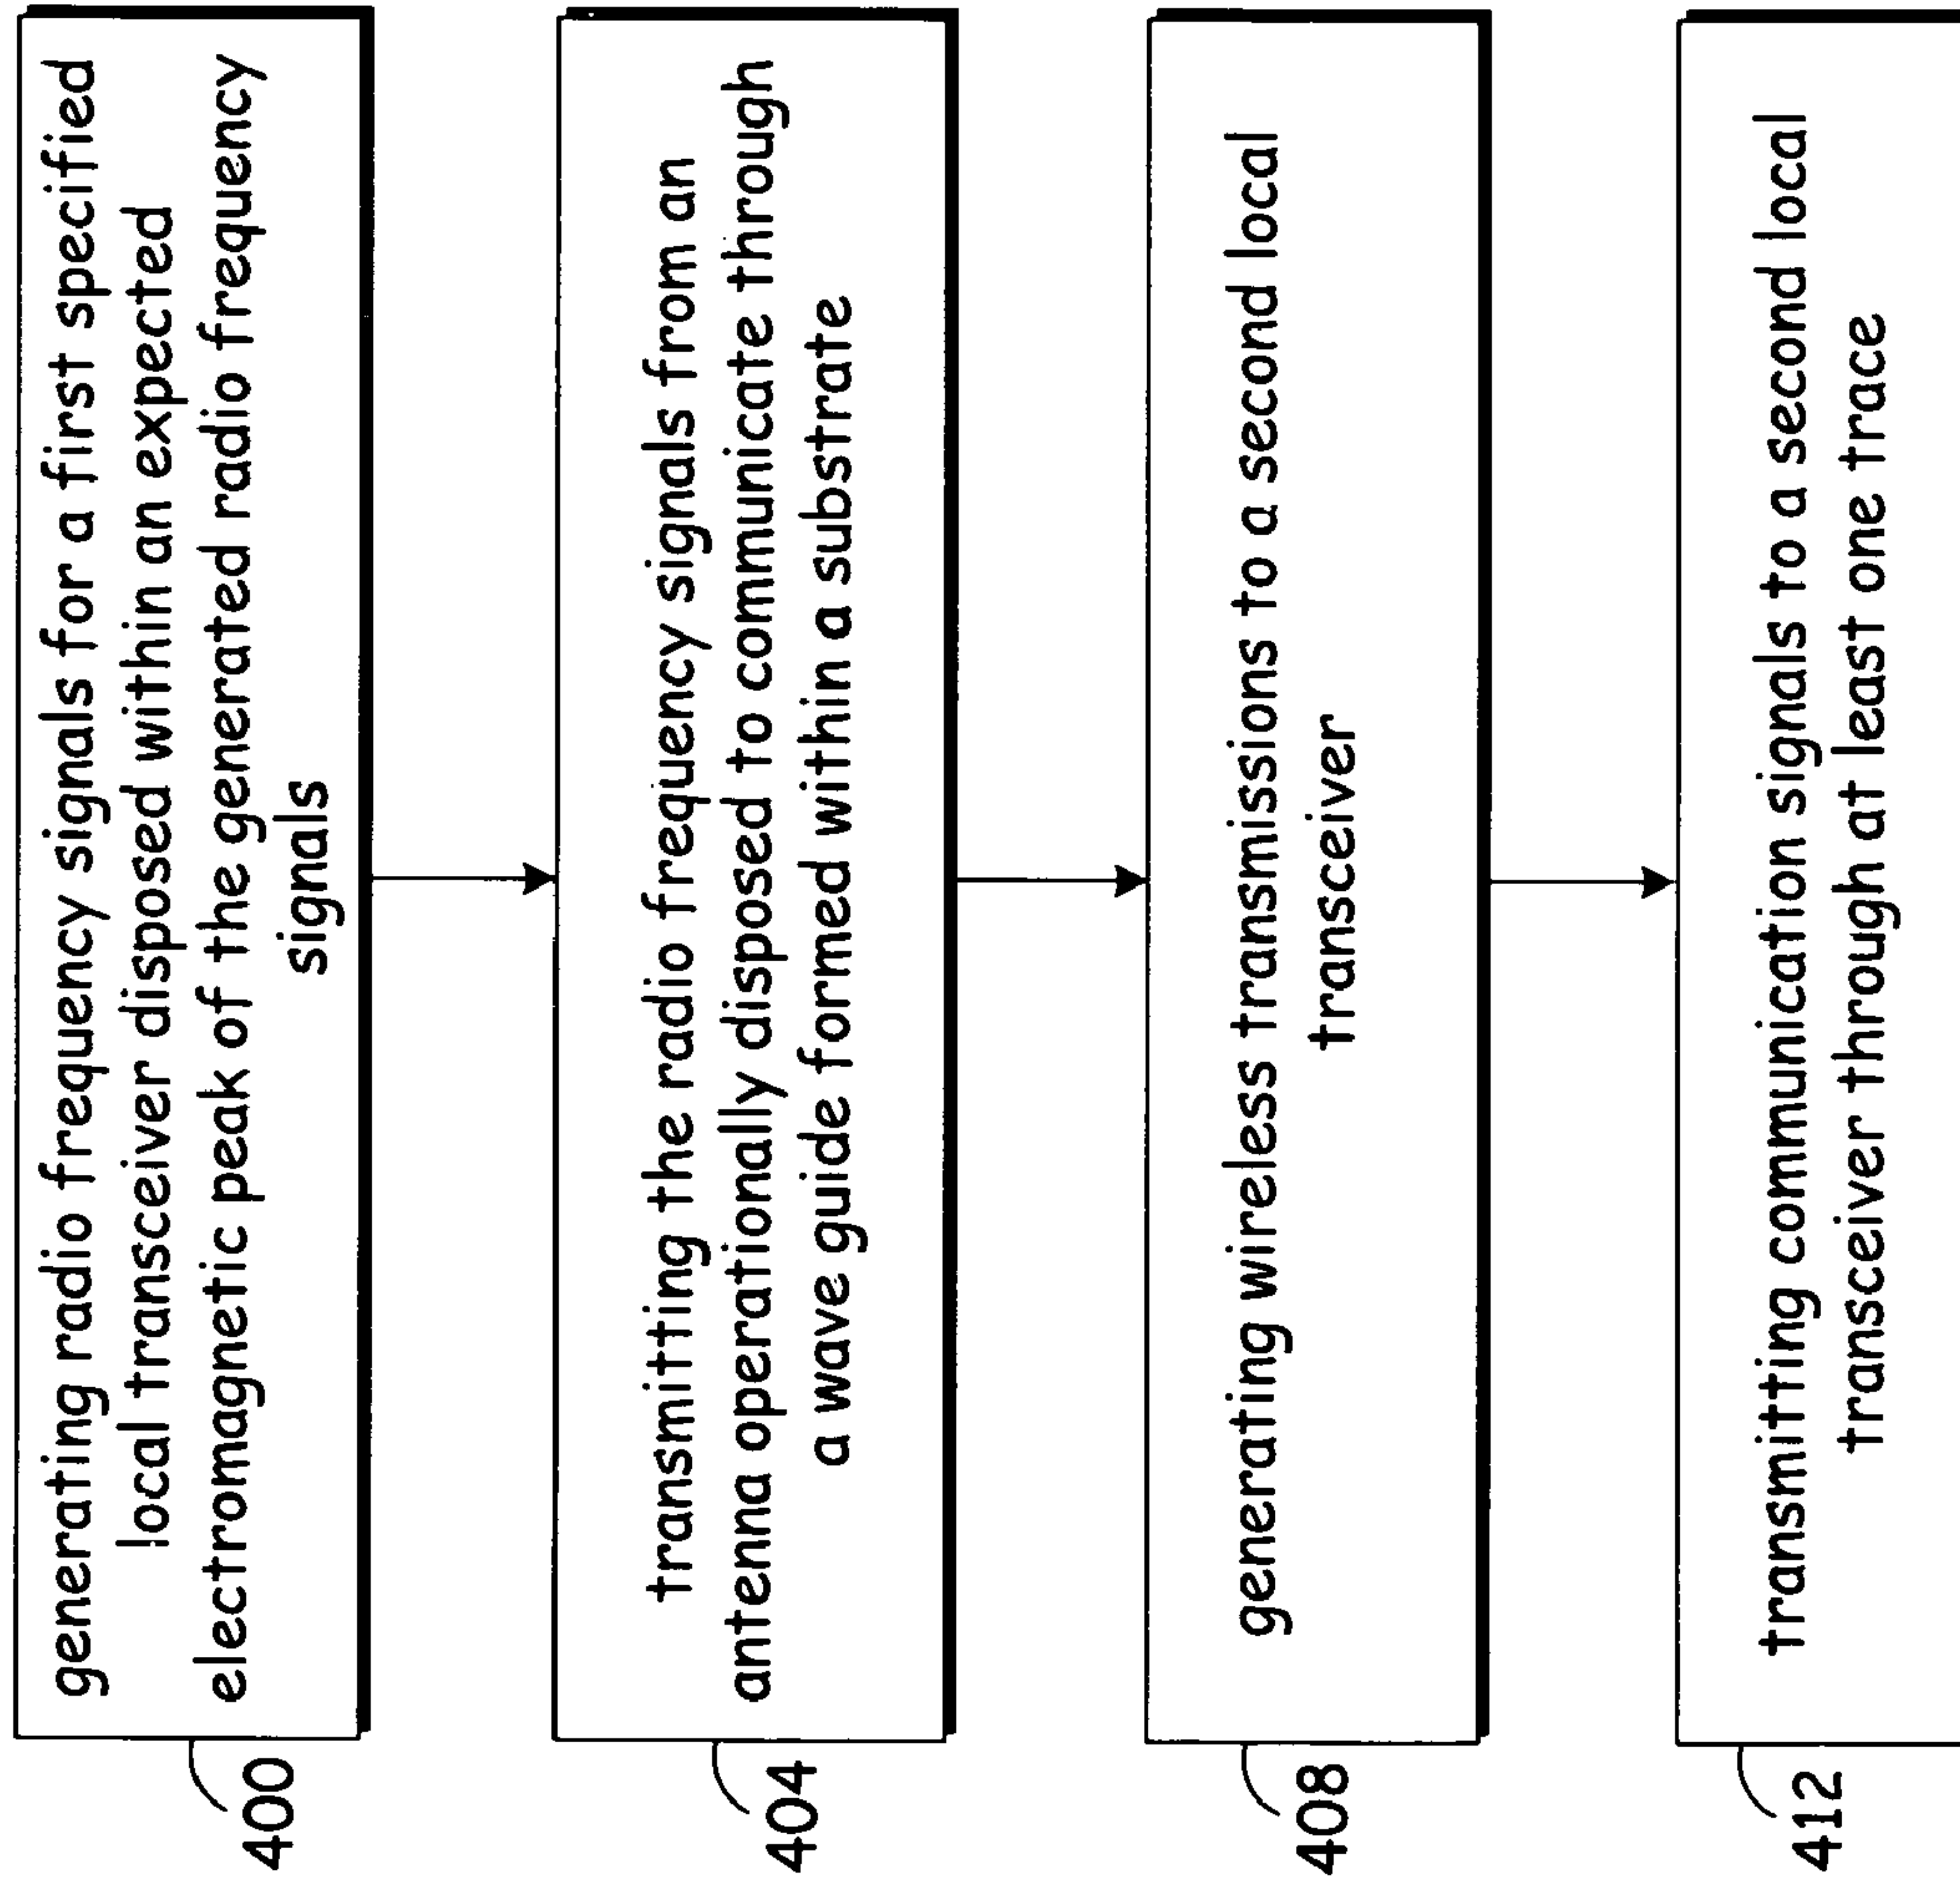 generating radio frequency signals for a first specified
local transceiver disposed within an expected
electromagnetic peak of the generated radio frequency
signals
400
transmitting the radio frequency signals from an
antenna operationally disposed to communicate through
a wave guide formed within a substrate
404
generating wireless transmissions to a second local
transceiver
408
transmitting communication signals to a second local
transceiver through at least one trace
412